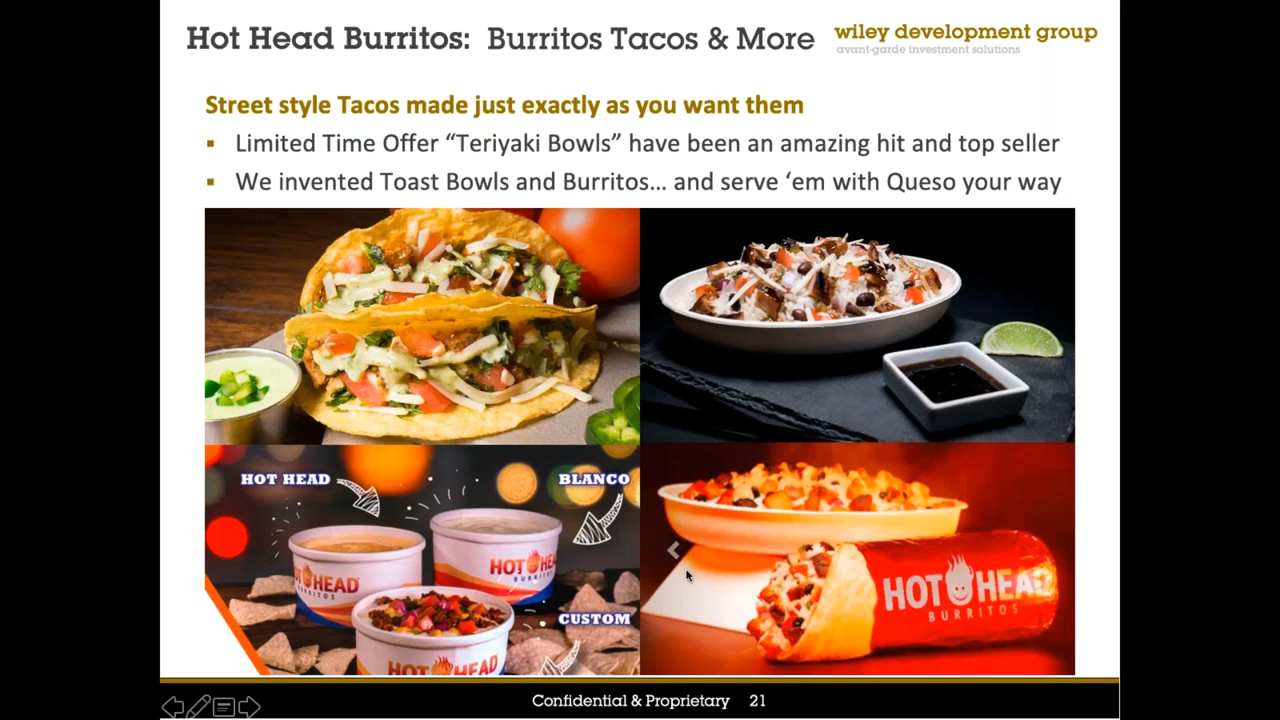 Hot Head Burritos: Burritos Tacos & More
wiley development group
avant-garde investment solutions
Street style Tacos made just exactly as you want them
▪ Limited Time Offer “Teriyaki Bowls” have been an amazing hit and top seller
▪ We invented Toast Bowls and Burritos… and serve ‘em with Queso your way
HOT HEAD
BLANCO
HOT HEAD
BURRITOS
HOT HEA
BURRITOS
CUSTOM
HOT HEAD
HOT HEA
BURRITOS
Confidential & Proprietary 21